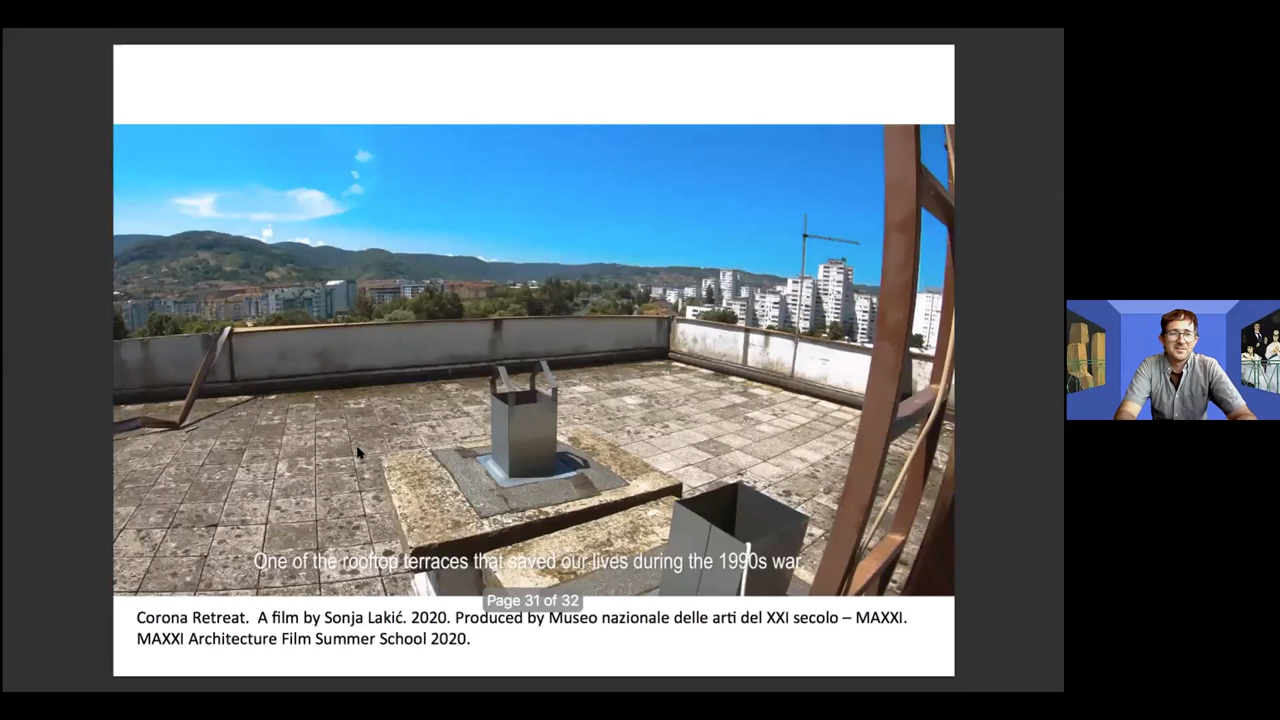 One of the rooftop terraces that saved our lives during the 1990s war.
Page 31 of 32
Corona Retreat. A film by Sonja Lakić. 2020. Produced by Museo nazionale delle arti del XXI secolo – MAXXI.
MAXXI Architecture Film Summer School 2020.